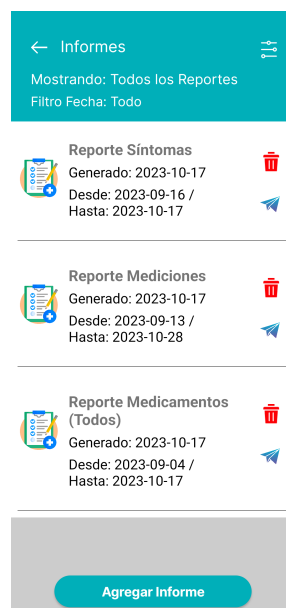 Informes
Mostrando: Todos los Reportes
Filtro Fecha: Todo
Reporte Síntomas
Generado: 2023-10-17
Desde: 2023-09-16 /
Hasta: 2023-10-17
Reporte Mediciones
Generado: 2023-10-17
Desde: 2023-09-13 /
Hasta: 2023-10-28
Reporte Medicamentos
(Todos)
Generado: 2023-10-17
Desde: 2023-09-04 /
Hasta: 2023-10-17
Agregar Informe